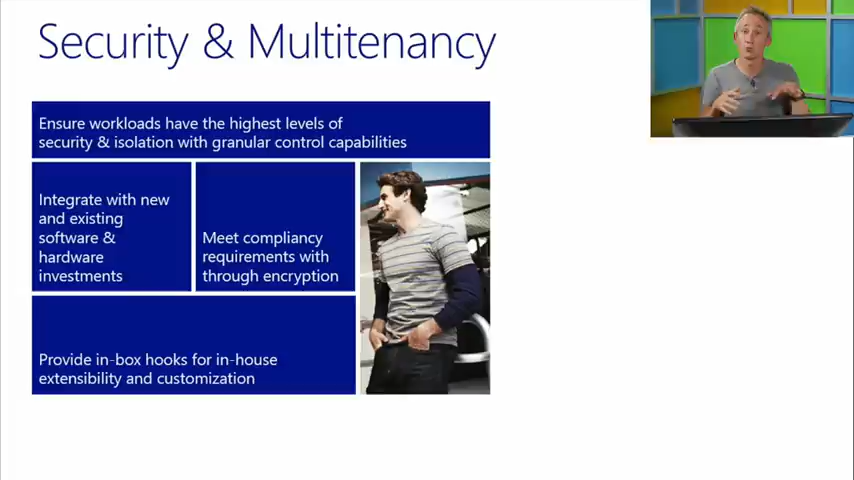 Security & Multitenancy
Ensure workloads have the highest levels of
security & isolation with granular control capabilities
Integrate with new
and existing
software &
hardware
investments
Meet compliancy
requirements with
through encryption
Provide in-box hooks for in-house
extensibility and customization